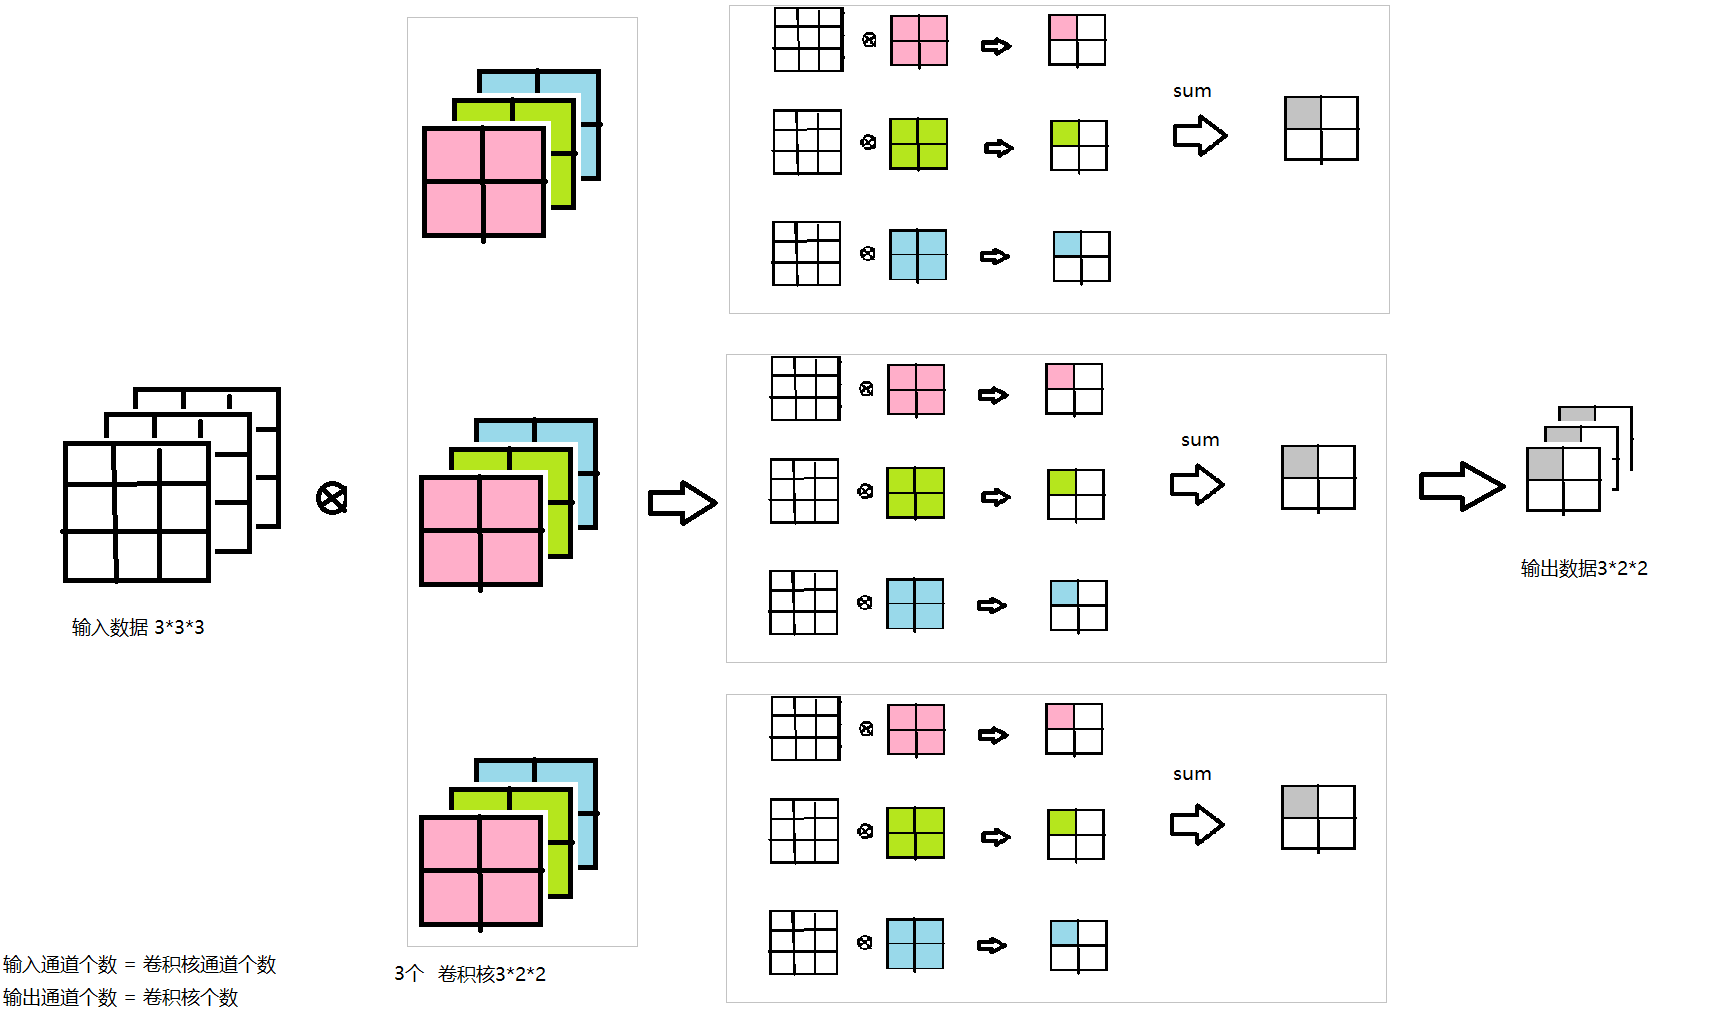 sum
sum
sum
输入数据 3*3*3
输出数据3*2*2
3个 卷积核3*2*2
输入通道个数 = 卷积核通道个数
输出通道个数 = 卷积核个数